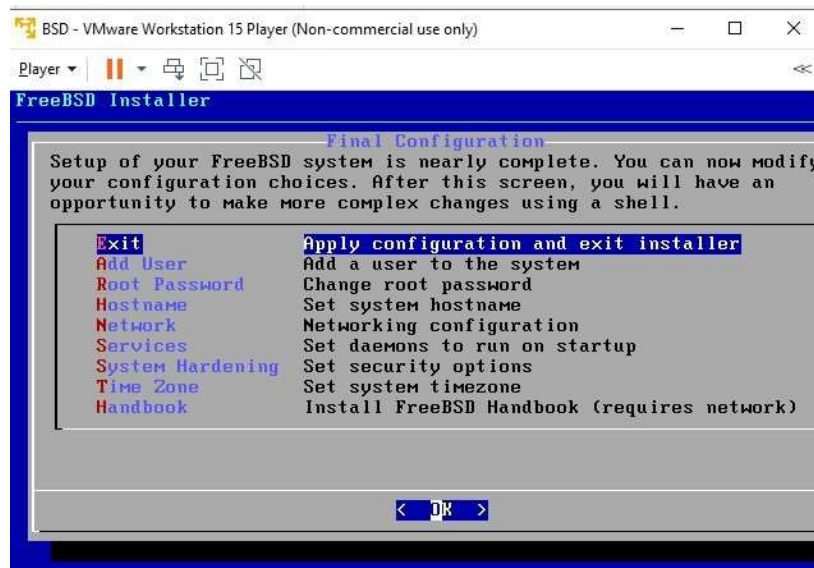 BSD - VMware Workstation 15 Player (Non-commercial use only)
Player
FreeBSD Installer
Final Configuration
Setup of your FreeBSD system is nearly complete. You can now modify
your configuration choices. After this screen, you will have an
opportunity to make more complex changes using a shell.
Exit Apply configuration and exit installer
Add User Add a user to the system
Root Password Change root password
Hostname Set system hostname
Network Networking configuration
Services Set daemons to run on startup
System Hardening Set security options
Time Zone Set system timezone
Handbook Install FreeBSD Handbook (requires network)
< OK >